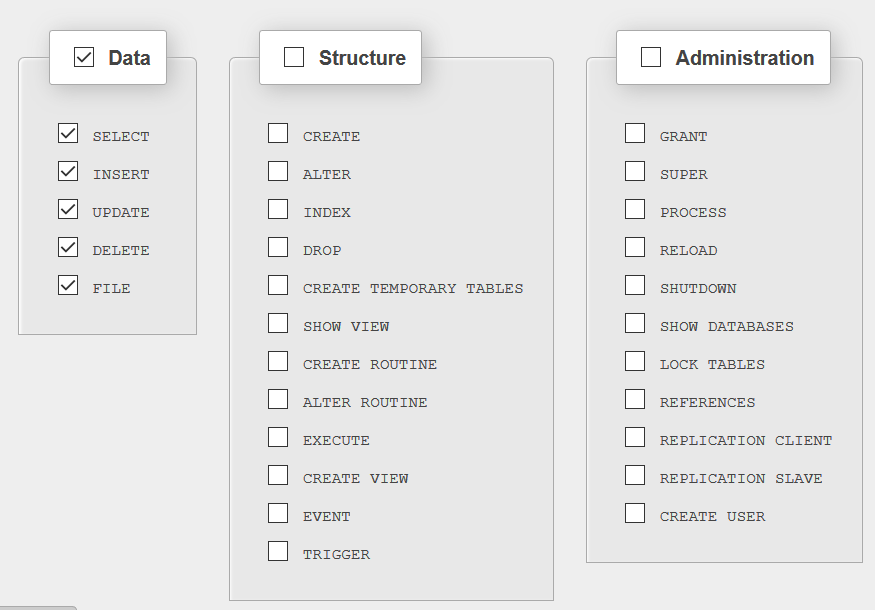 Data
SELECT
INSERT
UPDATE
DELETE
FILE
Structure
CREATE
ALTER
INDEX
DROP
CREATE TEMPORARY TABLES
SHOW VIEW
CREATE ROUTINE
ALTER ROUTINE
EXECUTE
CREATE VIEW
EVENT
TRIGGER
Administration
GRANT
SUPER
PROCESS
RELOAD
SHUTDOWN
SHOW DATABASES
LOCK TABLES
REFERENCES
REPLICATION CLIENT
REPLICATION SLAVE
CREATE USER